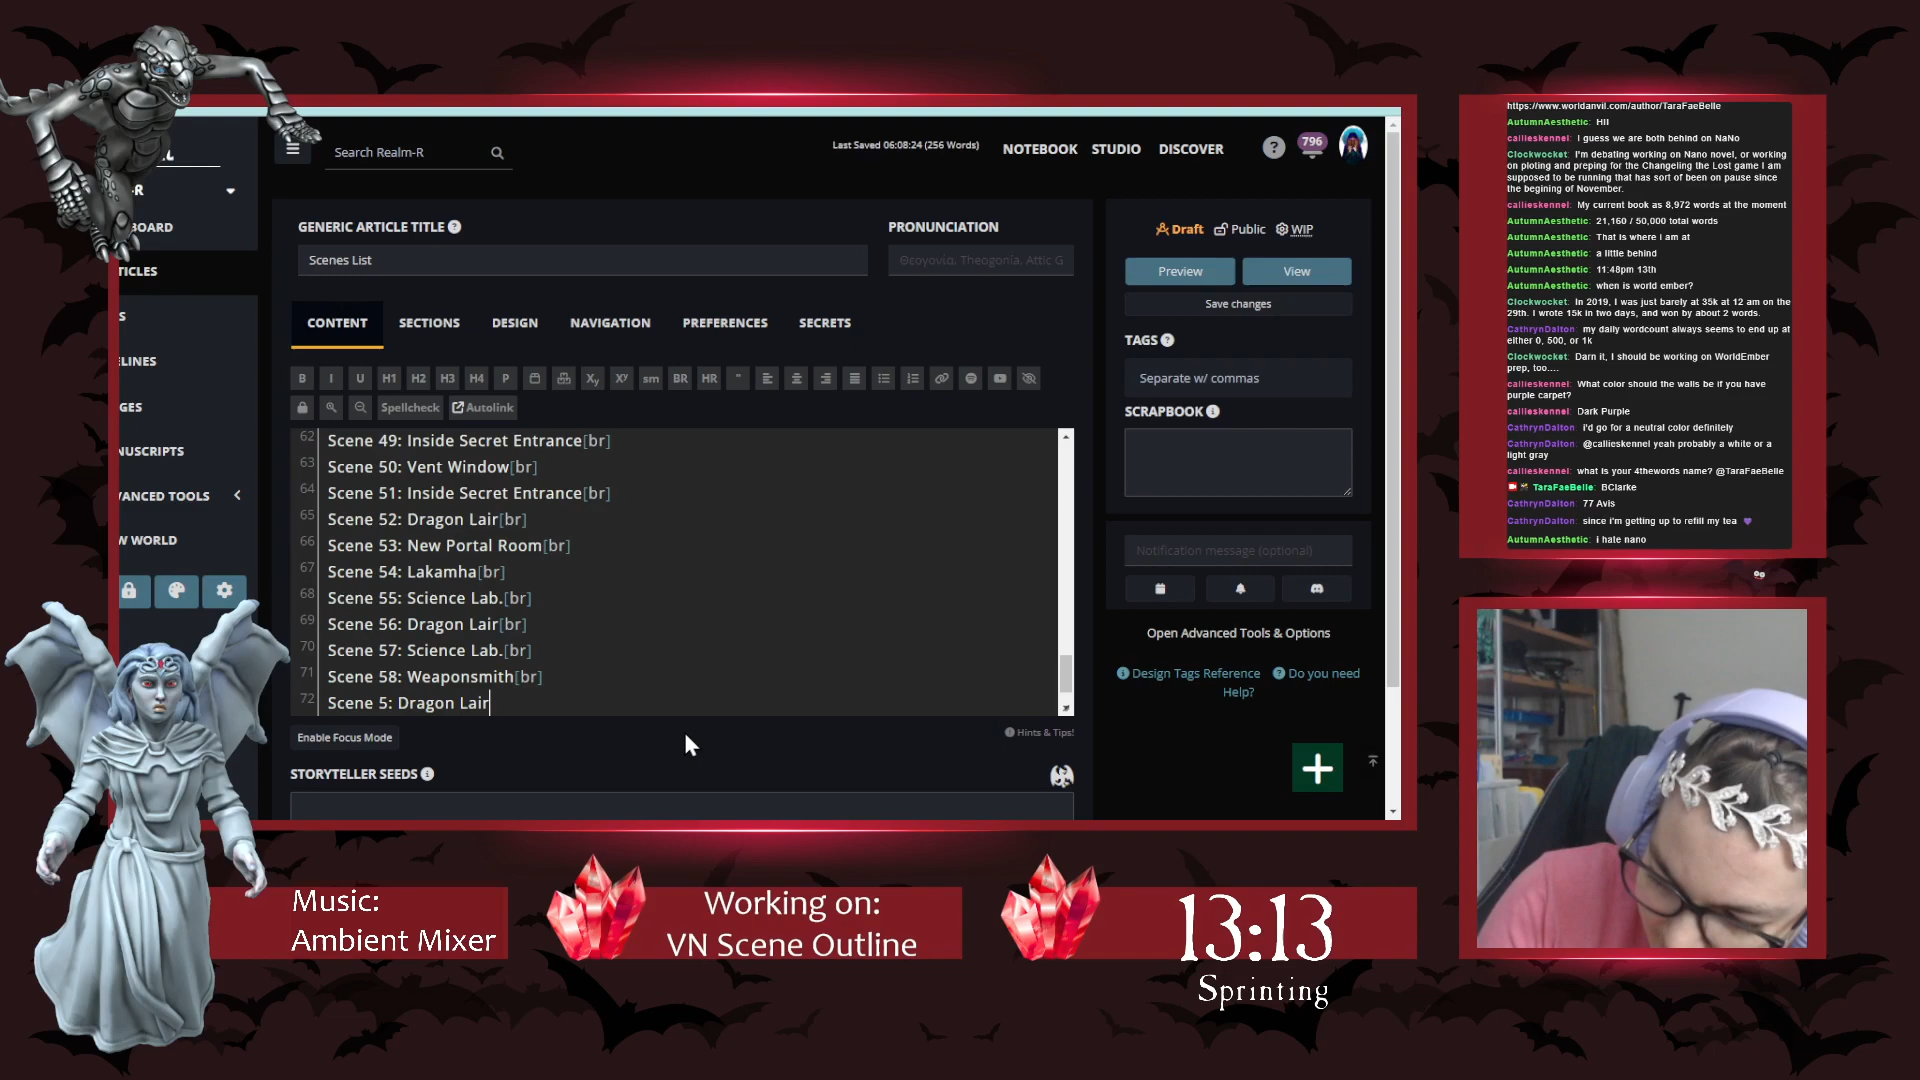 -R
BOARD
TICLES
S
ELINES
GES
NUSCRIPTS
VANCED TOOLS
W WORLD
Search Realm-R
Last Saved 06:08:24 (256 Words)
NOTEBOOK STUDIO DISCOVER
796
GENERIC ARTICLE TITLE
PRONUNCIATION
Scenes List
Θεογονία, Theogonía, Attic G
CONTENT SECTIONS DESIGN NAVIGATION PREFERENCES SECRETS
B I U H1 H2 H3 H4 P Xy XY sm BR HR "
Spellcheck Autolink
62 Scene 49: Inside Secret Entrance[br]
63 Scene 50: Vent Window[br]
64 Scene 51: Inside Secret Entrance[br]
65 Scene 52: Dragon Lair[br]
66 Scene 53: New Portal Room[br]
67 Scene 54: Lakamha[br]
68 Scene 55: Science Lab.[br]
69 Scene 56: Dragon Lair[br]
70 Scene 57: Science Lab.[br]
71 Scene 58: Weaponsmith[br]
72 Scene 5: Dragon Lair
Enable Focus Mode
Hints & Tips!
STORYTELLER SEEDS
Draft Public WIP
Preview View
Save changes
TAGS
Separate w/ commas
SCRAPBOOK
Notification message (optional)
Open Advanced Tools & Options
Design Tags Reference Do you need
Help?
https://www.worldanvil.com/author/TaraFaeBelle
AutumnAesthetic: HII
callieskennel: I guess we are both behind on NaNo
Clockwocket: I'm debating working on Nano novel, or working
on ploting and preping for the Changeling the Lost game I am
supposed to be running that has sort of been on pause since
the begining of November.
callieskennel: My current book as 8,972 words at the moment
AutumnAesthetic: 21,160 / 50,000 total words
AutumnAesthetic: That is where i am at
AutumnAesthetic: a little behind
AutumnAesthetic: 11:48pm 13th
AutumnAesthetic: when is world ember?
Clockwocket: In 2019, I was just barely at 35k at 12 am on the
29th. I wrote 15k in two days, and won by about 2 words.
CathrynDalton: my daily wordcount always seems to end up at
either 0, 500, or 1k
Clockwocket: Darn it, I should be working on WorldEmber
prep, too....
callieskennel: What color should the walls be if you have
purple carpet?
callieskennel: Dark Purple
CathrynDalton: i'd go for a neutral color definitely
CathrynDalton: @callieskennel yeah probably a white or a
light gray
callieskennel: what is your 4thewords name? @TaraFaeBelle
TaraFaeBelle: BClarke
CathrynDalton: 77 Avis
CathrynDalton: since i'm getting up to refill my tea
AutumnAesthetic: i hate nano
Music:
Ambient Mixer
Working on:
VN Scene Outline
13:13
Sprinting